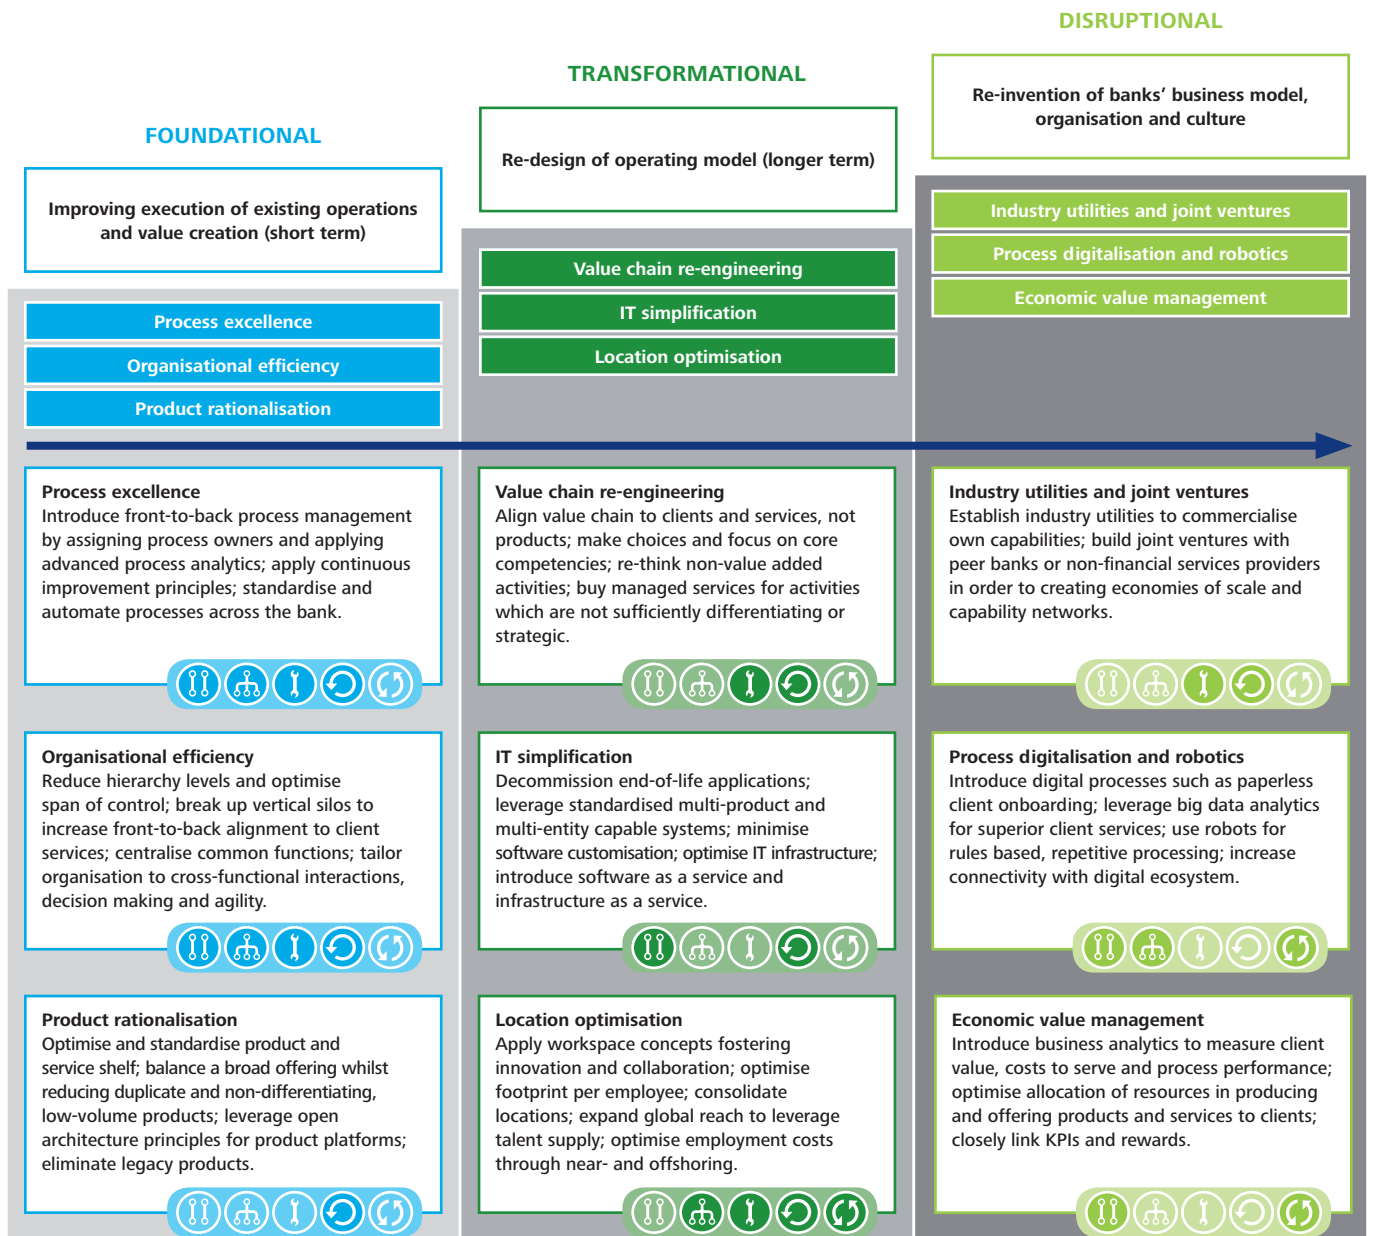 DISRUPTIONAL
Re-invention of banks’ business model,
organisation and culture
TRANSFORMATIONAL
Re-design of operating model (longer term)
FOUNDATIONAL
Improving execution of existing operations
and value creation (short term)
Industry utilities and joint ventures
Process digitalisation and robotics
Economic value management
Value chain re-engineering
IT simplification
Location optimisation
Process excellence
Organisational efficiency
Product rationalisation
Process excellence
Introduce front-to-back process management
by assigning process owners and applying
advanced process analytics; apply continuous
improvement principles; standardise and
automate processes across the bank.
Value chain re-engineering
Align value chain to clients and services, not
products; make choices and focus on core
competencies; re-think non-value added
activities; buy managed services for activities
which are not sufficiently differentiating or
strategic.
Industry utilities and joint ventures
Establish industry utilities to commercialise
own capabilities; build joint ventures with
peer banks or non-financial services providers
in order to creating economies of scale and
capability networks.
Organisational efficiency
Reduce hierarchy levels and optimise
span of control; break up vertical silos to
increase front-to-back alignment to client
services; centralise common functions; tailor
organisation to cross-functional interactions,
decision making and agility.
IT simplification
Decommission end-of-life applications;
leverage standardised multi-product and
multi-entity capable systems; minimise
software customisation; optimise IT infrastructure;
introduce software as a service and
infrastructure as a service.
Process digitalisation and robotics
Introduce digital processes such as paperless
client onboarding; leverage big data analytics
for superior client services; use robots for
rules based, repetitive processing; increase
connectivity with digital ecosystem.
Product rationalisation
Optimise and standardise product and
service shelf; balance a broad offering whilst
reducing duplicate and non-differentiating,
low-volume products; leverage open
architecture principles for product platforms;
eliminate legacy products.
Location optimisation
Apply workspace concepts fostering
innovation and collaboration; optimise
footprint per employee; consolidate
locations; expand global reach to leverage
talent supply; optimise employment costs
through near- and offshoring.
Economic value management
Introduce business analytics to measure client
value, costs to serve and process performance;
optimise allocation of resources in producing
and offering products and services to clients;
closely link KPIs and rewards.